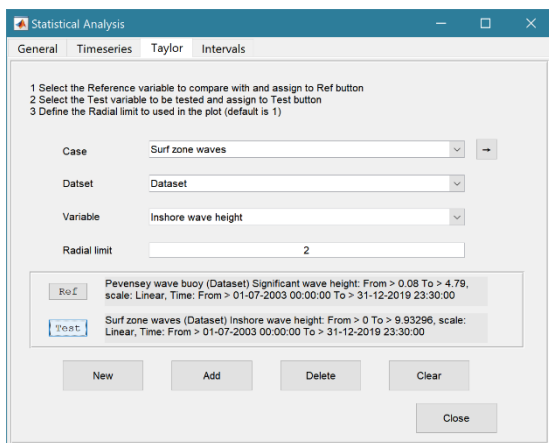 Statistical Analysis
General Timeseries Taylor Intervals
1 Select the Reference variable to compare with and assign to Ref button
2 Select the Test variable to be tested and assign to Test button
3 Define the Radial limit to used in the plot (default is 1)
Case Surf zone waves →
Datset Dataset
Variable Inshore wave height
Radial limit 2
Ref Pevensey wave buoy (Dataset) Significant wave height: From > 0.08 To > 4.79,
scale: Linear, Time: From > 01-07-2003 00:00:00 To > 31-12-2019 23:30:00
Test Surf zone waves (Dataset) Inshore wave height: From > 0 To > 9.93296, scale:
Linear, Time: From > 01-07-2003 00:00:00 To > 31-12-2019 23:30:00
New Add Delete Clear
Close